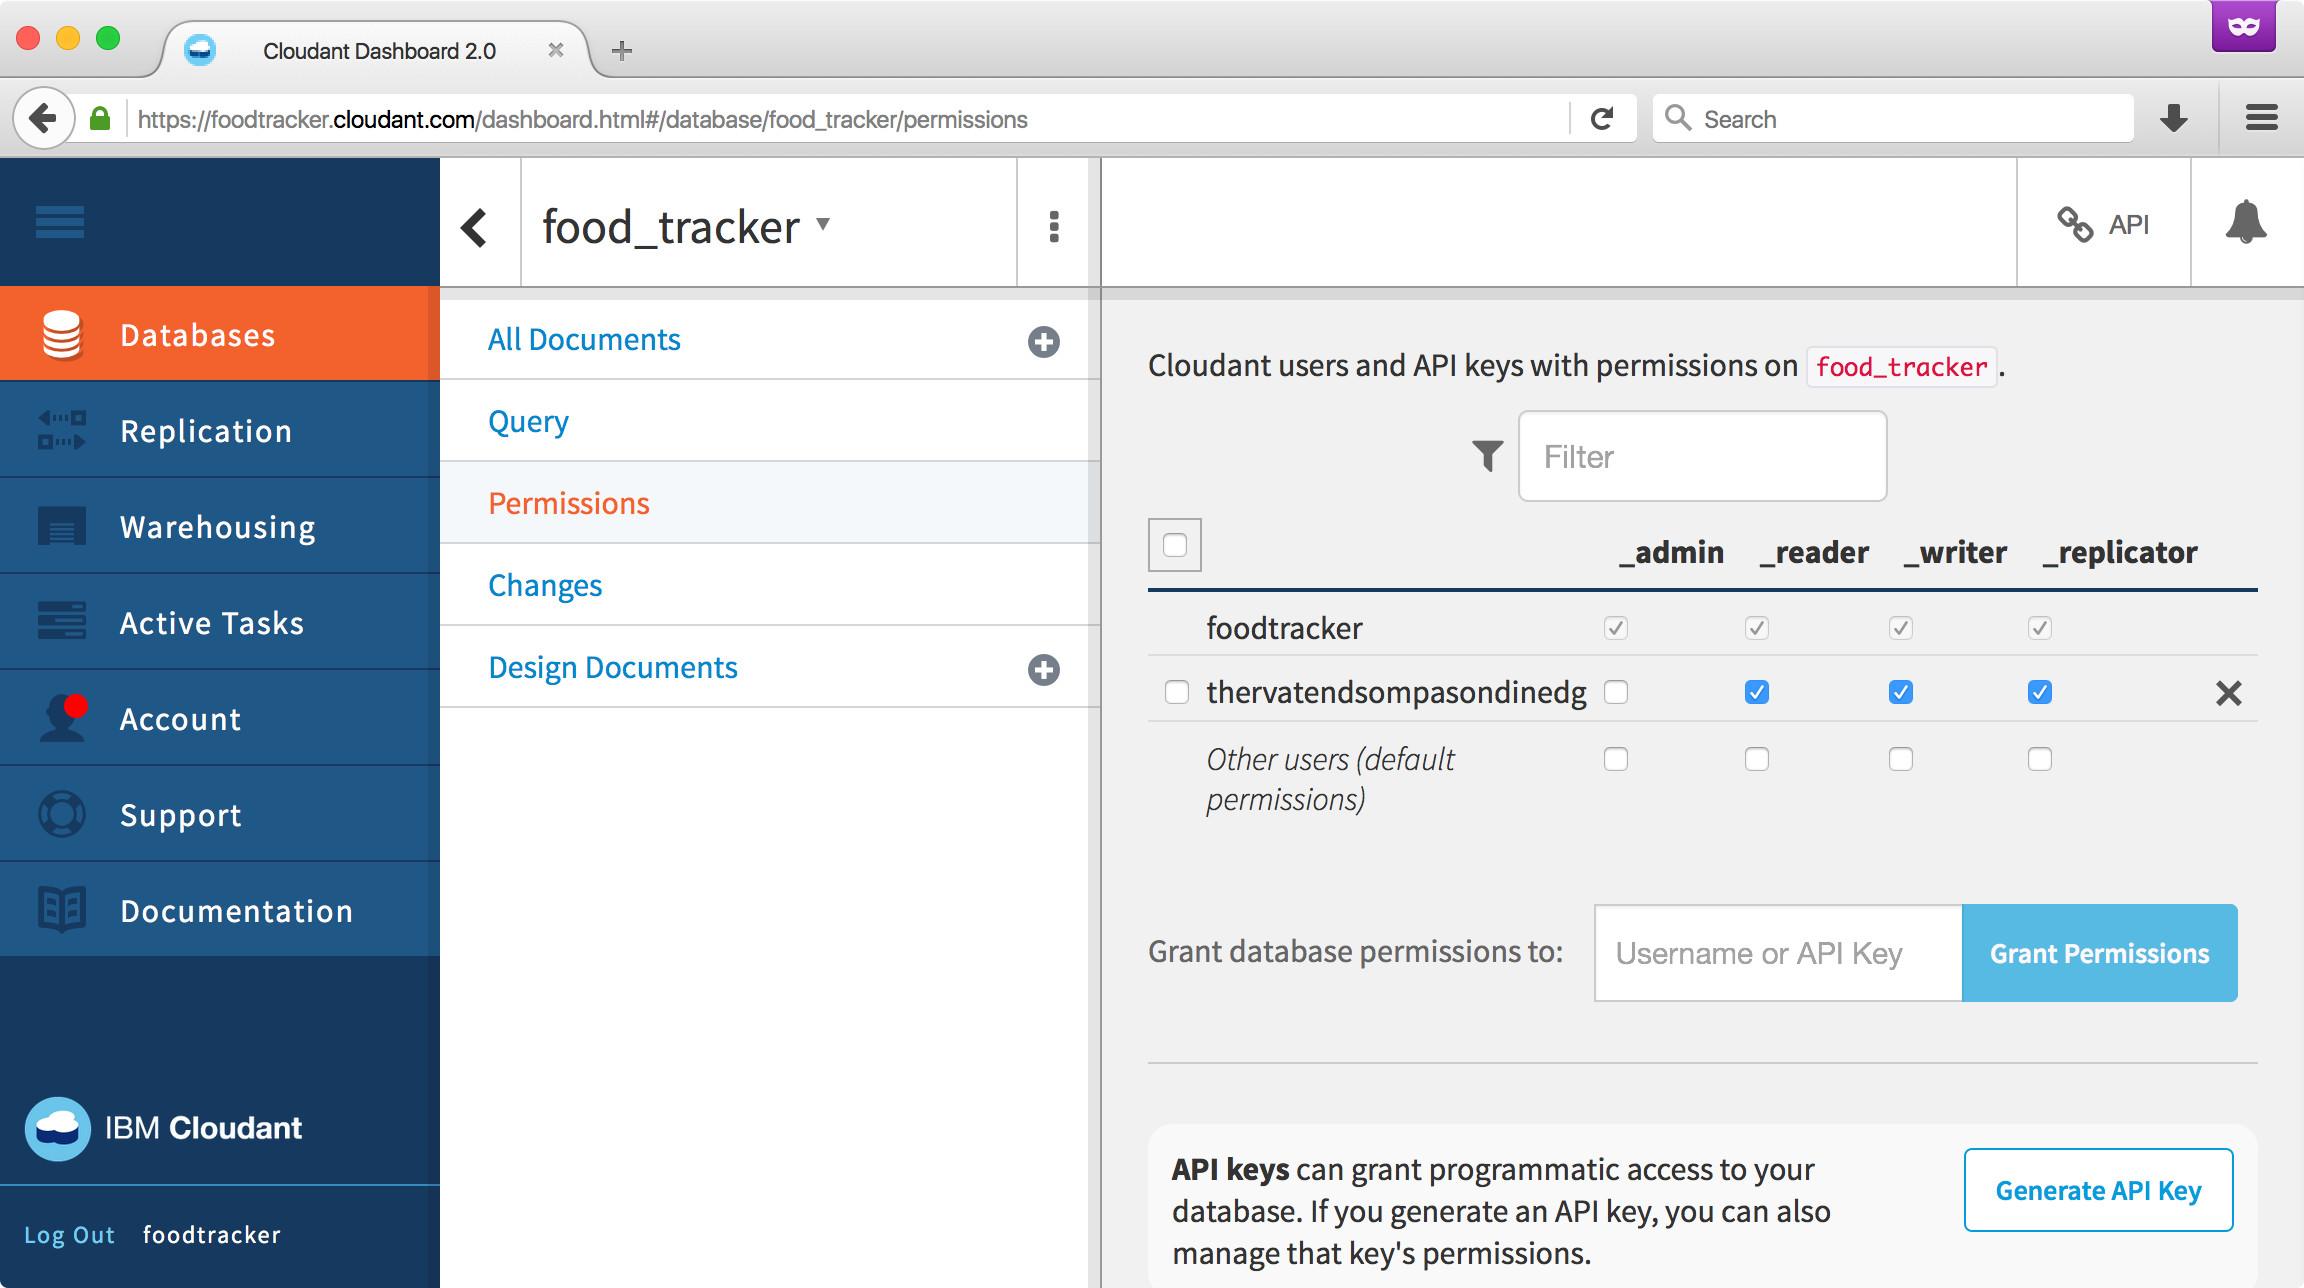 Cloudant Dashboard 2.0
https://foodtracker.cloudant.com/dashboard.html#/database/food_tracker/permissions
Search
food_tracker
API
Databases
Replication
Warehousing
Active Tasks
Account
Support
Documentation
IBM Cloudant
Log Out foodtracker
All Documents
Query
Permissions
Changes
Design Documents
Cloudant users and API keys with permissions on food_tracker.
Filter
_admin _reader _writer _replicator
foodtracker
thervatendsompasondinedg
Other users (default
permissions)
Grant database permissions to:
Username or API Key
Grant Permissions
API keys can grant programmatic access to your
database. If you generate an API key, you can also
manage that key's permissions.
Generate API Key